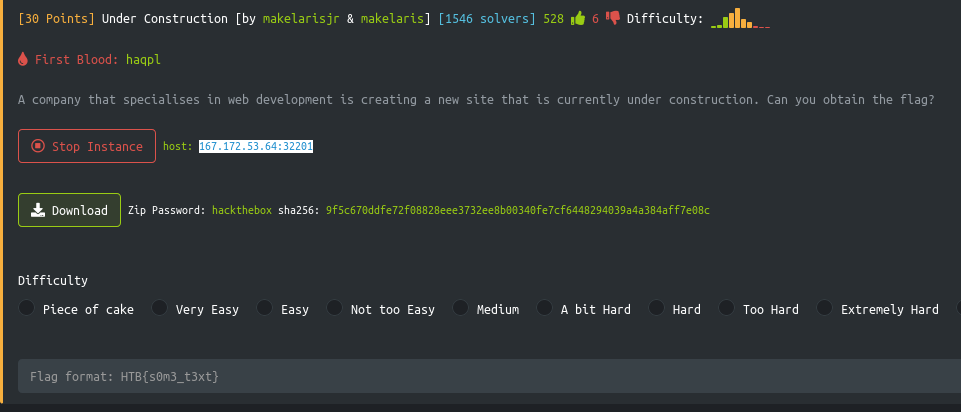 [30 Points] Under Construction [by makelarisjr & makelaris] [1546 solvers] 528 6 Difficulty:
First Blood: haqpl
A company that specialises in web development is creating a new site that is currently under construction. Can you obtain the flag?
Stop Instance host: 167.172.53.64:32201
Download Zip Password: hackthebox sha256: 9f5c670ddfe72f08828eee3732ee8b00340fe7cf6448294039a4a384aff7e08c
Difficulty
Piece of cake Very Easy Easy Not too Easy Medium A bit Hard Hard Too Hard Extremely Hard
Flag format: HTB{s0m3_t3xt}